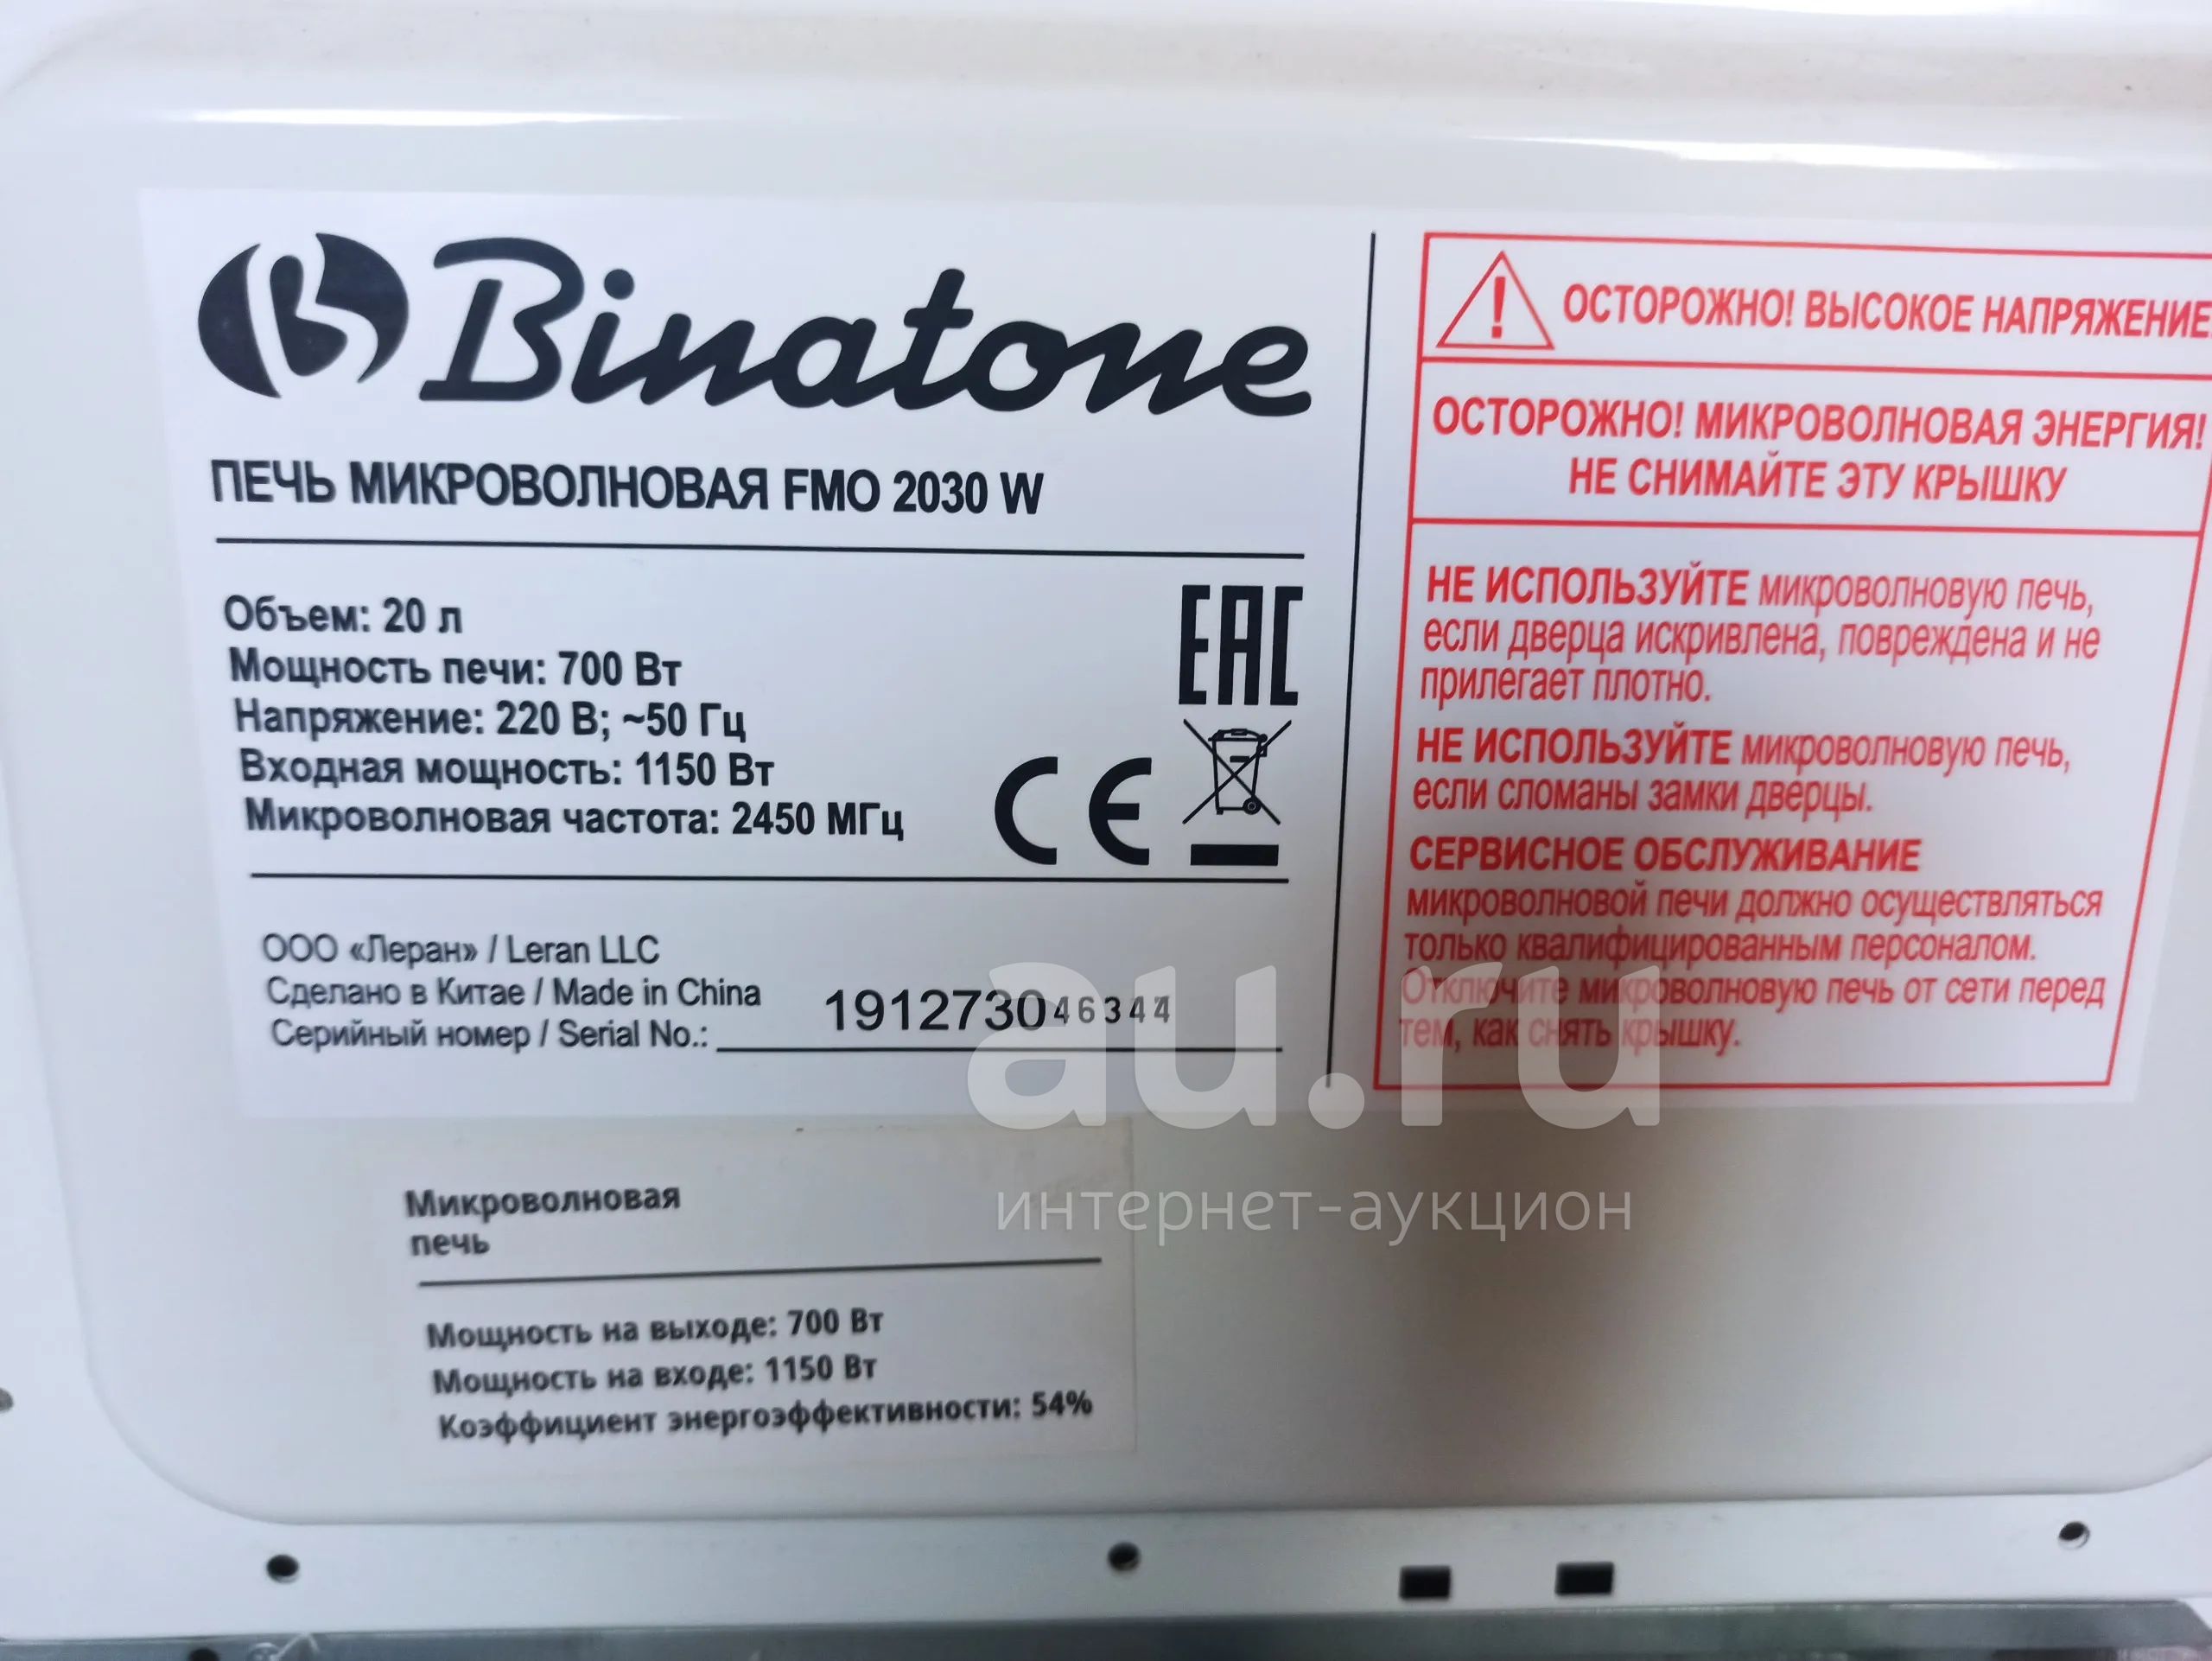 Binatone
ПЕЧЬ МИКРОВОЛНОВАЯ FMO 2030 W
Объем: 20 л
Мощность печи: 700 Вт
Напряжение: 220 В; ~50 Гц
Входная мощность: 1150 Вт
Микроволновая частота: 2450 МГц
EAC
CE
ООО «Леран» / Leran LLC
Сделано в Китае / Made in China
Серийный номер / Serial No.: 191273046344
ОСТОРОЖНО! ВЫСОКОЕ НАПРЯЖЕНИЕ
ОСТОРОЖНО! МИКРОВОЛНОВАЯ ЭНЕРГИЯ!
НЕ СНИМАЙТЕ ЭТУ КРЫШКУ
НЕ ИСПОЛЬЗУЙТЕ микроволновую печь,
если дверца искривлена, повреждена и не
прилегает плотно.
НЕ ИСПОЛЬЗУЙТЕ микроволновую печь,
если сломаны замки дверцы.
СЕРВИСНОЕ ОБСЛУЖИВАНИЕ
микроволновой печи должно осуществляться
только квалифицированным персоналом.
Отключите микроволновую печь от сети перед
тем, как снять крышку.
au.ru
интернет-аукцион
Микроволновая
печь
Мощность на выходе: 700 Вт
Мощность на входе: 1150 Вт
Коэффициент энергоэффективности: 54%